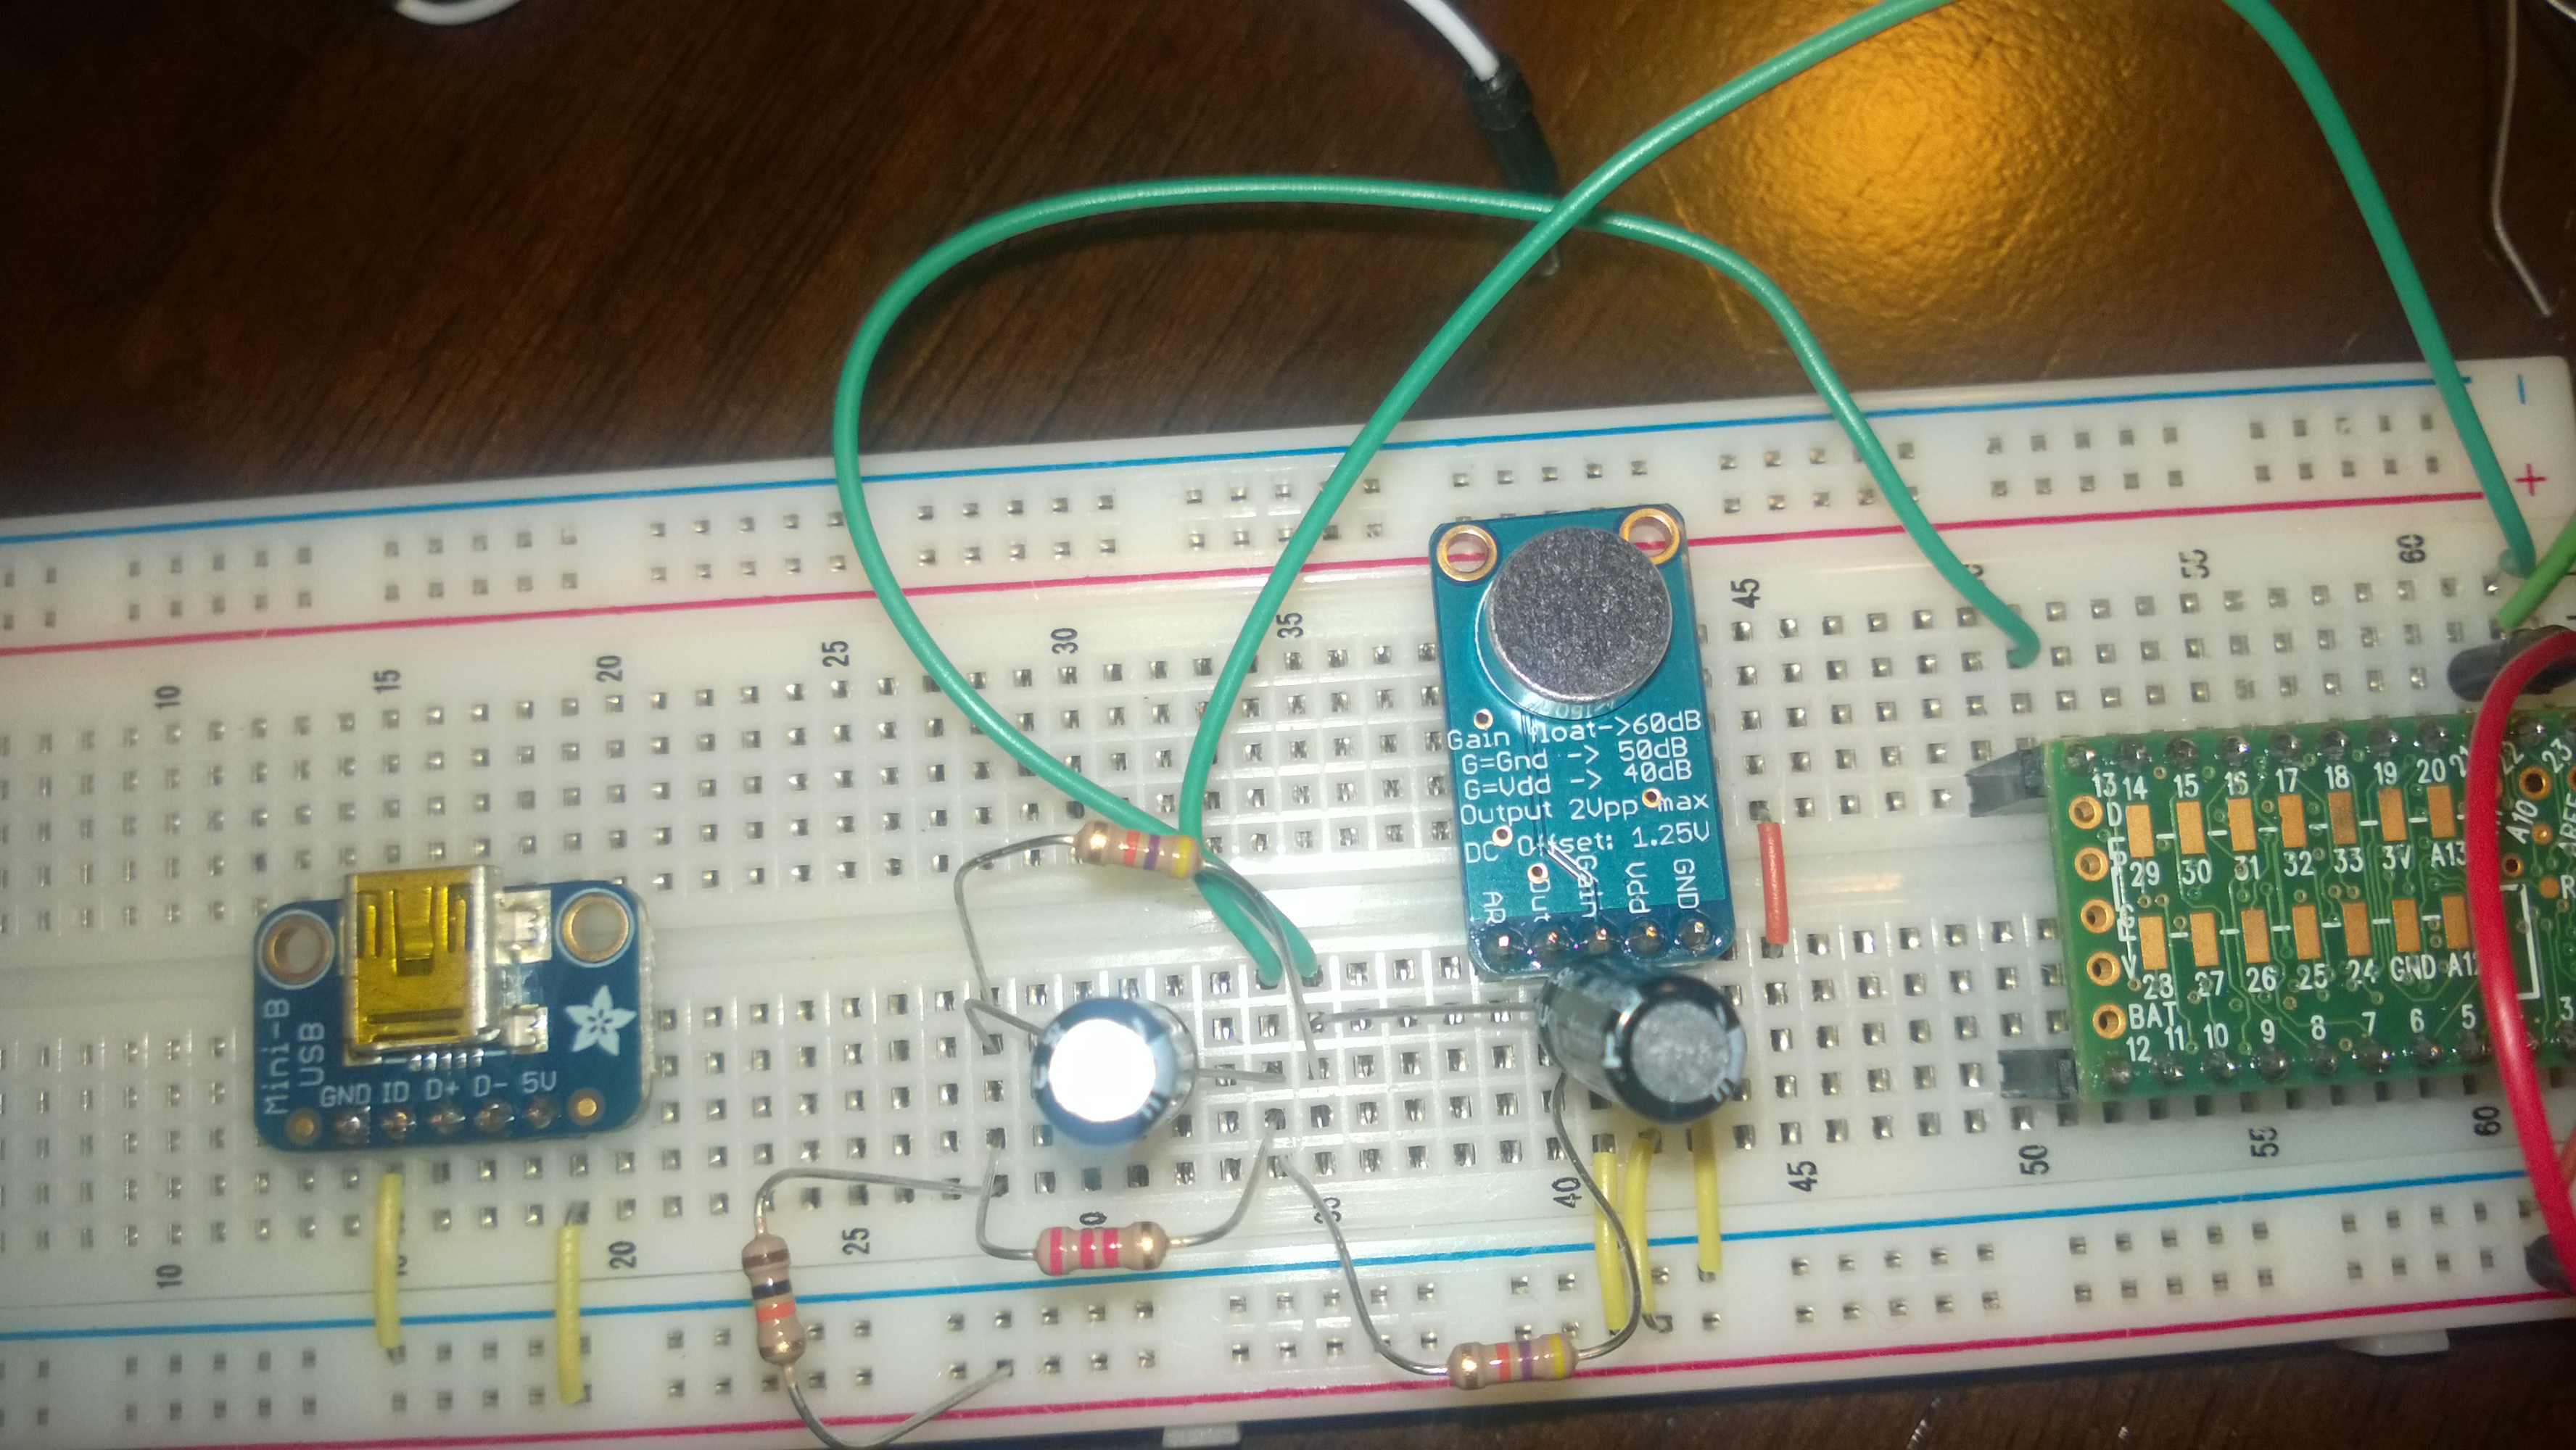 −
+
10
15
20
25
30
35
45
55
60
Gain float->60dB
G=Gnd -> 50dB
G=Vdd -> 40dB
Output 2Vpp max
DC Offset: 1.25V
AR
Out
Gain
Vdd
GND
Mini-B
USB
GND ID D+ D- 5V
13 14 15 16 17 18 19 20 21 22 23
D
P
G
V
BAT
29 30 31 32 33 3V A13
A10
28 27 26 25 24 GND
12 11 10 9 8 7 6 5
10
20
25
40
45
50
55
60